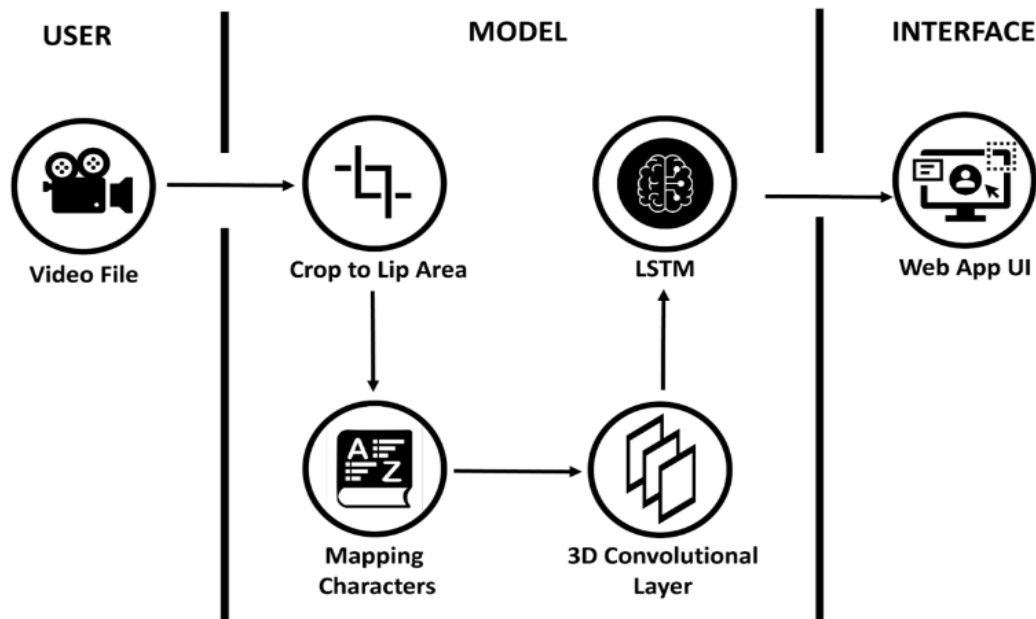 USER
MODEL
INTERFACE
Video File
Crop to Lip Area
LSTM
Web App UI
A
Z
Mapping
Characters
3D Convolutional
Layer